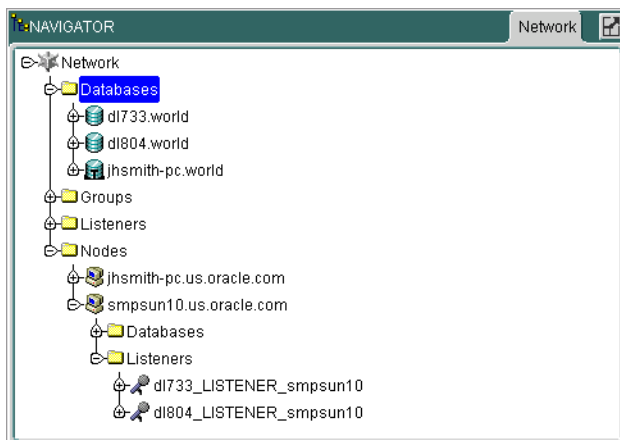 NAVIGATOR
Network
Network
Databases
dl733.world
dl804.world
jhsmith-pc.world
Groups
Listeners
Nodes
jhsmith-pc.us.oracle.com
smpsun10.us.oracle.com
Databases
Listeners
dl733_LISTENER_smpsun10
dl804_LISTENER_smpsun10